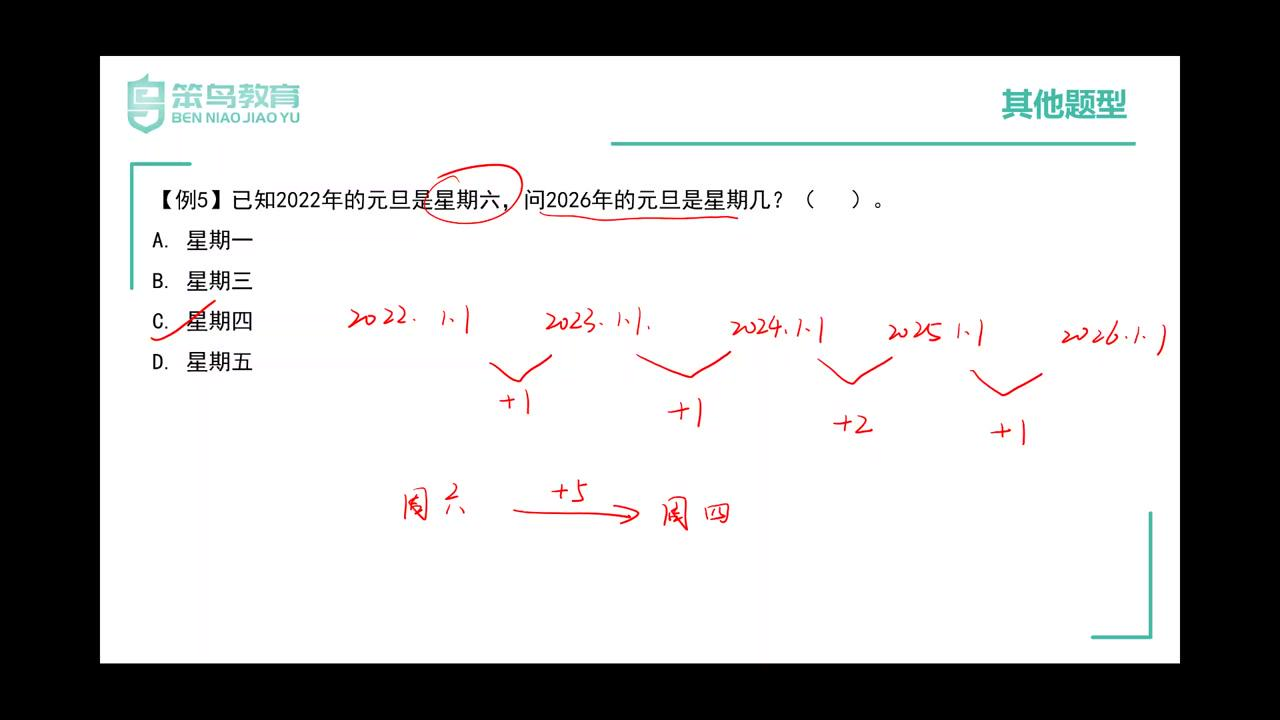 笨鸟教育
BEN NIAO JIAO YU
其他题型
【例5】已知2022年的元旦是星期六，问2026年的元旦是星期几？（ ）。
A. 星期一
B. 星期三
C. 星期四
D. 星期五
2022.1.1 2023.1.1. 2024.1.1 2025 1.1 2026.1.1
+1 +1 +2 +1
周六 +5 周四